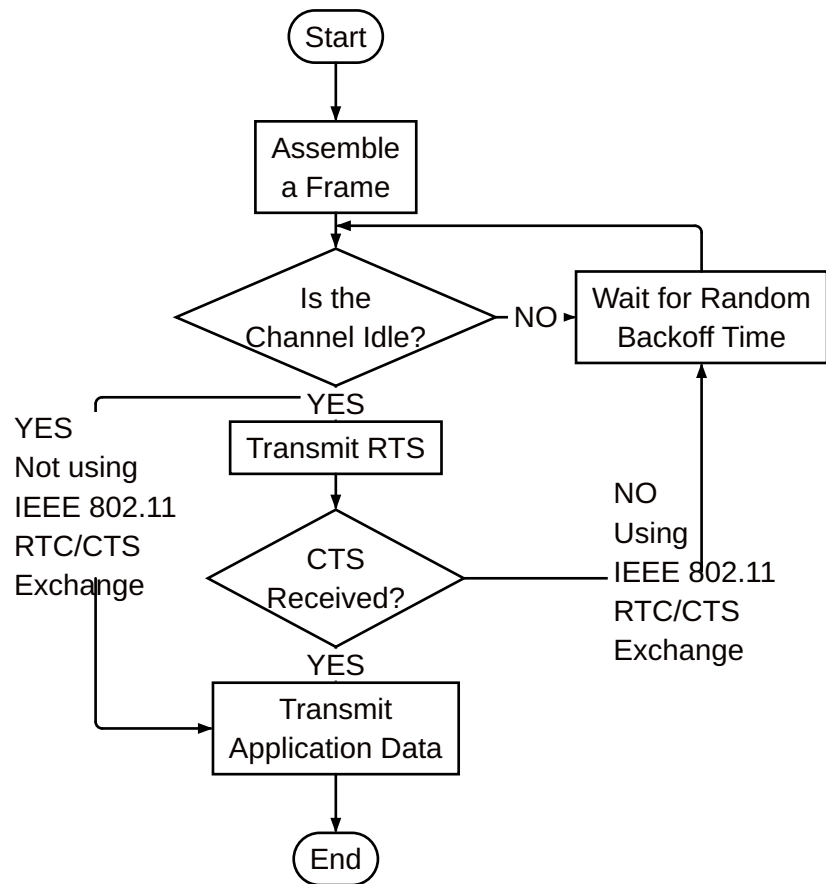 Start
Assemble
a Frame
Is the
Channel Idle?
NO
Wait for Random
Backoff Time
YES
YES
Not using
IEEE 802.11
RTC/CTS
Exchange
Transmit RTS
CTS
Received?
NO
Using
IEEE 802.11
RTC/CTS
Exchange
YES
Transmit
Application Data
End